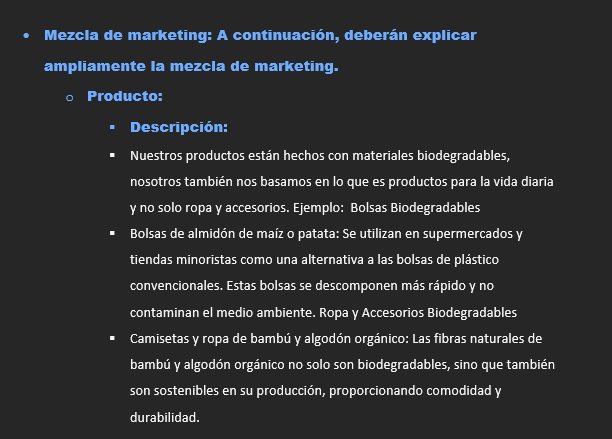 • Mezcla de marketing: A continuación, deberán explicar
ampliamente la mezcla de marketing.
o Producto:
▪ Descripción:
▪ Nuestros productos están hechos con materiales biodegradables,
nosotros también nos basamos en lo que es productos para la vida diaria
y no solo ropa y accesorios. Ejemplo:  Bolsas Biodegradables
▪ Bolsas de almidón de maíz o patata: Se utilizan en supermercados y
tiendas minoristas como una alternativa a las bolsas de plástico
convencionales. Estas bolsas se descomponen más rápido y no
contaminan el medio ambiente. Ropa y Accesorios Biodegradables
▪ Camisetas y ropa de bambú y algodón orgánico: Las fibras naturales de
bambú y algodón orgánico no solo son biodegradables, sino que también
son sostenibles en su producción, proporcionando comodidad y
durabilidad.